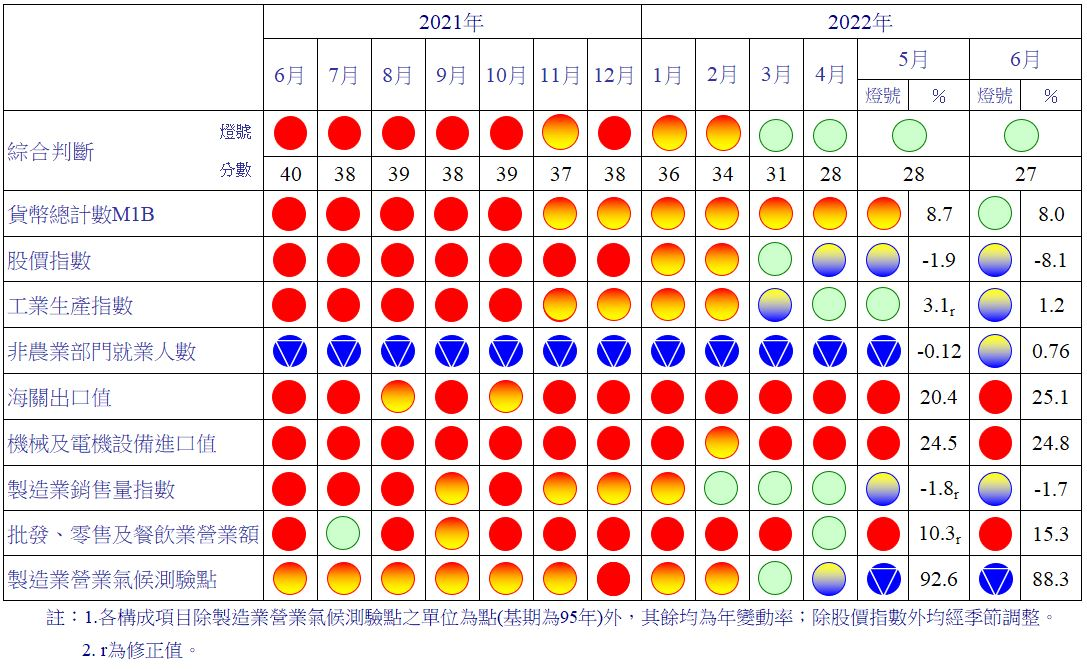 2021年 2022年
6月 7月 8月 9月 10月 11月 12月 1月 2月 3月 4月 5月 6月
燈號 % 燈號 %
綜合判斷 燈號
分數 40 38 39 38 39 37 38 36 34 31 28 28 27
貨幣總計數M1B 8.7 8.0
股價指數 -1.9 -8.1
工業生產指數 3.1r 1.2
非農業部門就業人數 -0.12 0.76
海關出口值 20.4 25.1
機械及電機設備進口值 24.5 24.8
製造業銷售量指數 -1.8r -1.7
批發、零售及餐飲業營業額 10.3r 15.3
製造業營業氣候測驗點 92.6 88.3
註：1.各構成項目除製造業營業氣候測驗點之單位為點(基期為95年)外，其餘均為年變動率；除股價指數外均經季節調整。
2. r為修正值。